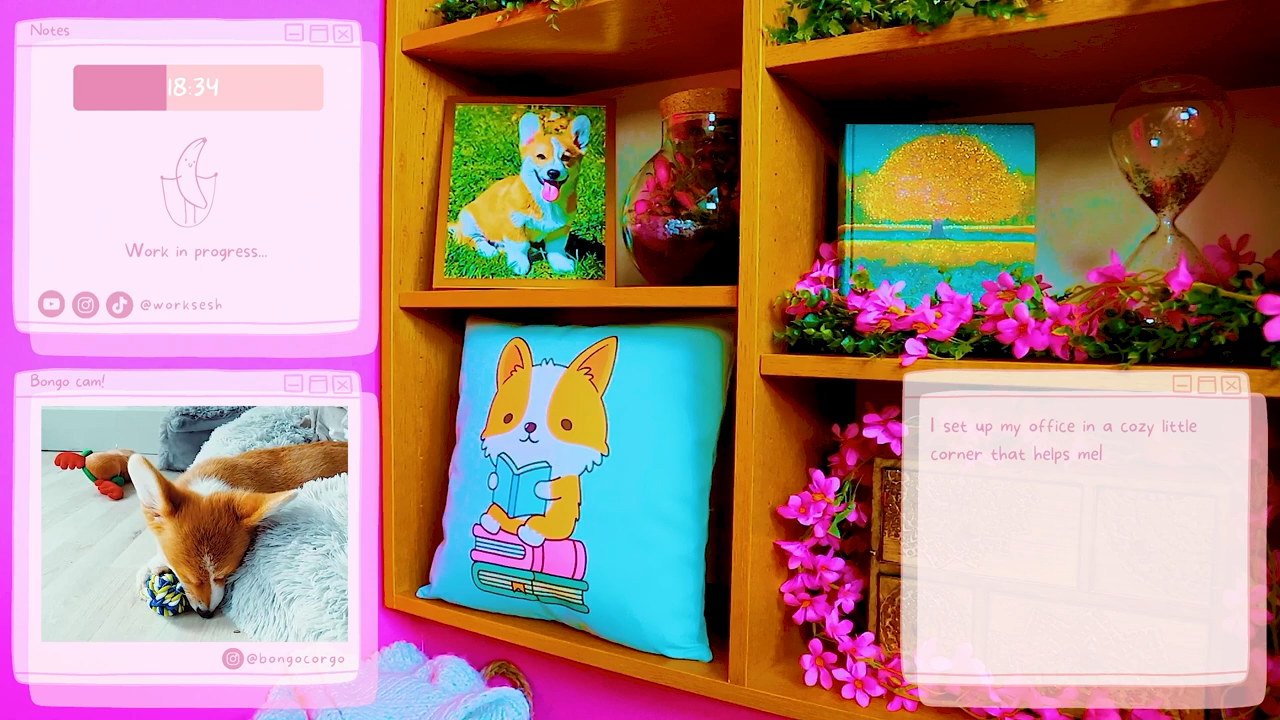 Notes
18:34
Work in progress...
@worksesh
Bongo cam!
@bongocorgo
I set up my office in a cozy little
corner that helps me|